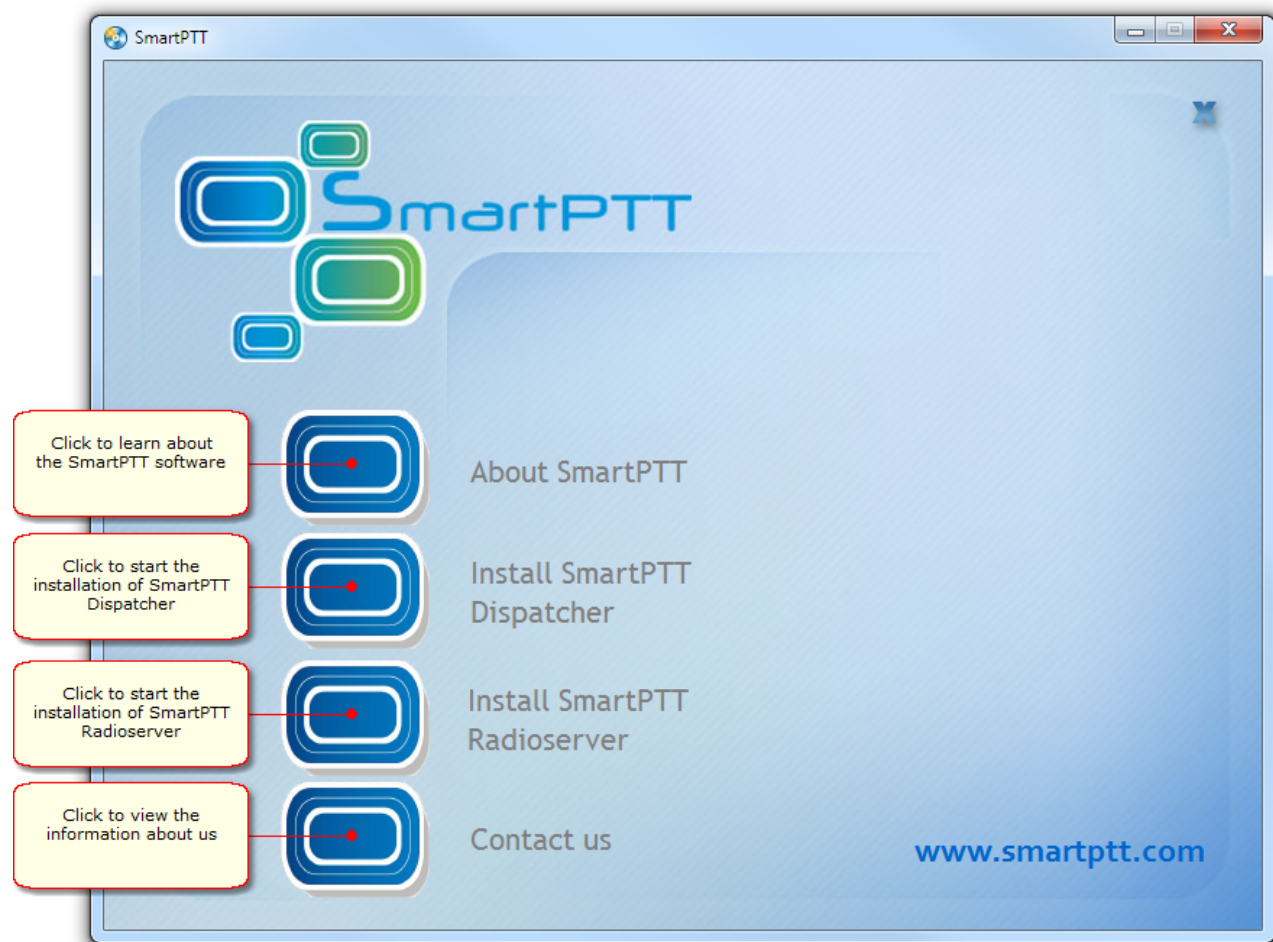 SmartPTT
X
SmartPTT
Click to learn about
the SmartPTT software
About SmartPTT
Click to start the
installation of SmartPTT
Dispatcher
Install SmartPTT
Dispatcher
Click to start the
installation of SmartPTT
Radioserver
Install SmartPTT
Radioserver
Click to view the
information about us
Contact us
www.smartptt.com